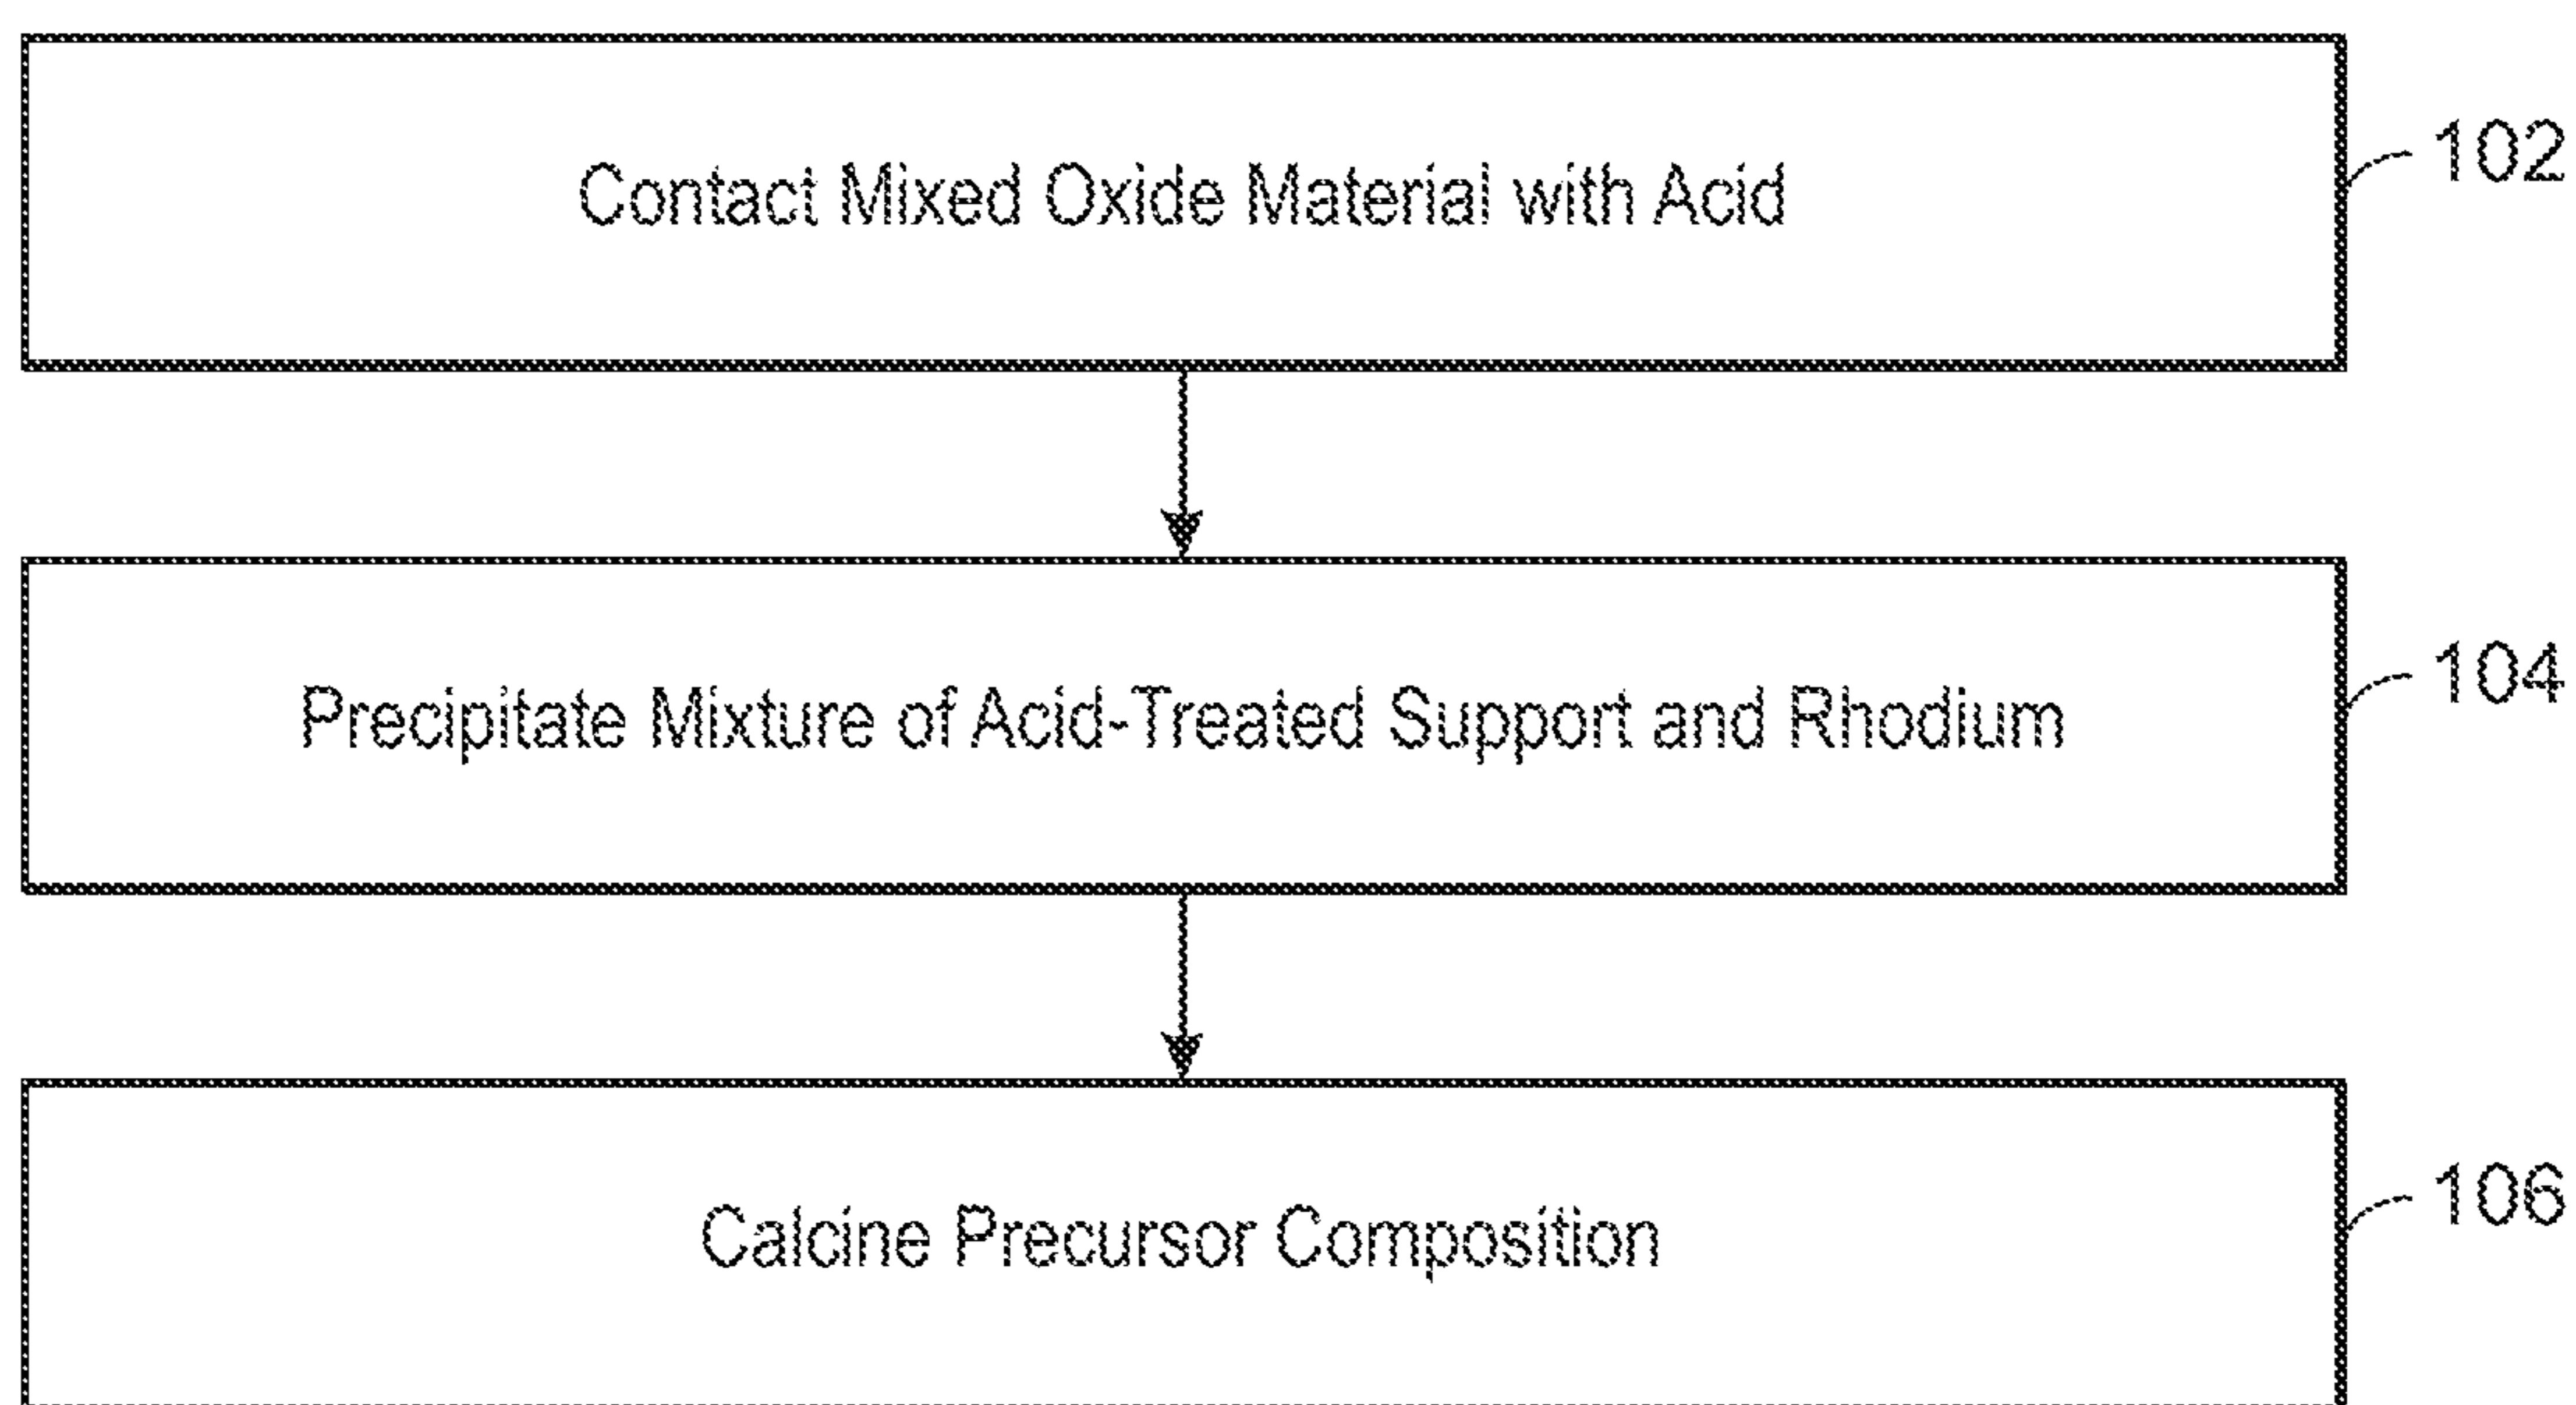 Contact Mixed Oxide Material with Acid
102
Precipitate Mixture of Acid-Treated Support and Rhodium
104
Calcine Precursor Composition
106